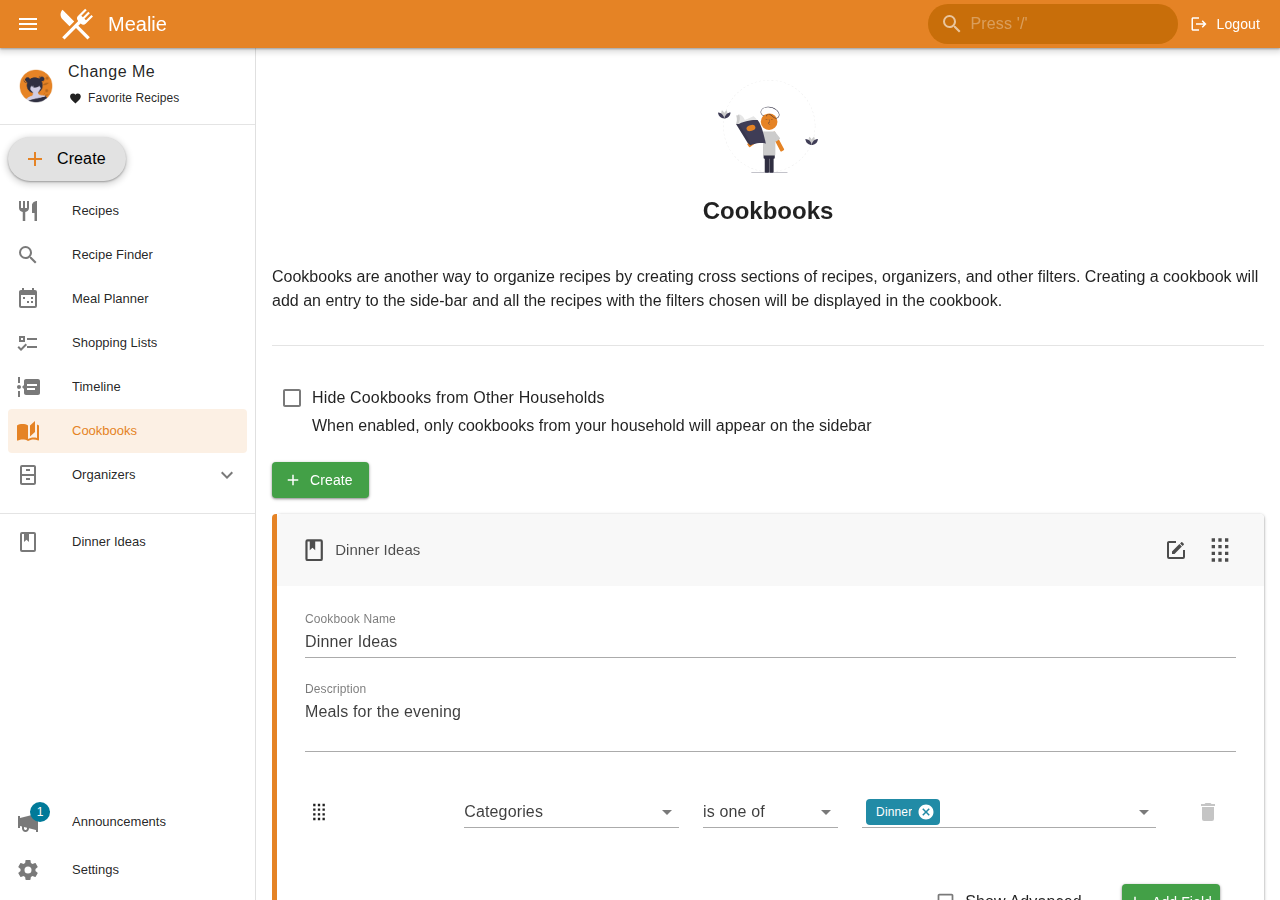 Mealie
Press '/'
Logout
Change Me
Favorite Recipes
Create
Recipes
Recipe Finder
Meal Planner
Shopping Lists
Timeline
Cookbooks
Organizers
Dinner Ideas
1
Announcements
Settings
Cookbooks
Cookbooks are another way to organize recipes by creating cross sections of recipes, organizers, and other filters. Creating a cookbook will
add an entry to the side-bar and all the recipes with the filters chosen will be displayed in the cookbook.
Hide Cookbooks from Other Households
When enabled, only cookbooks from your household will appear on the sidebar
Create
Dinner Ideas
Cookbook Name
Dinner Ideas
Description
Meals for the evening
Categories
is one of
Dinner
Show Advanced
Add Field